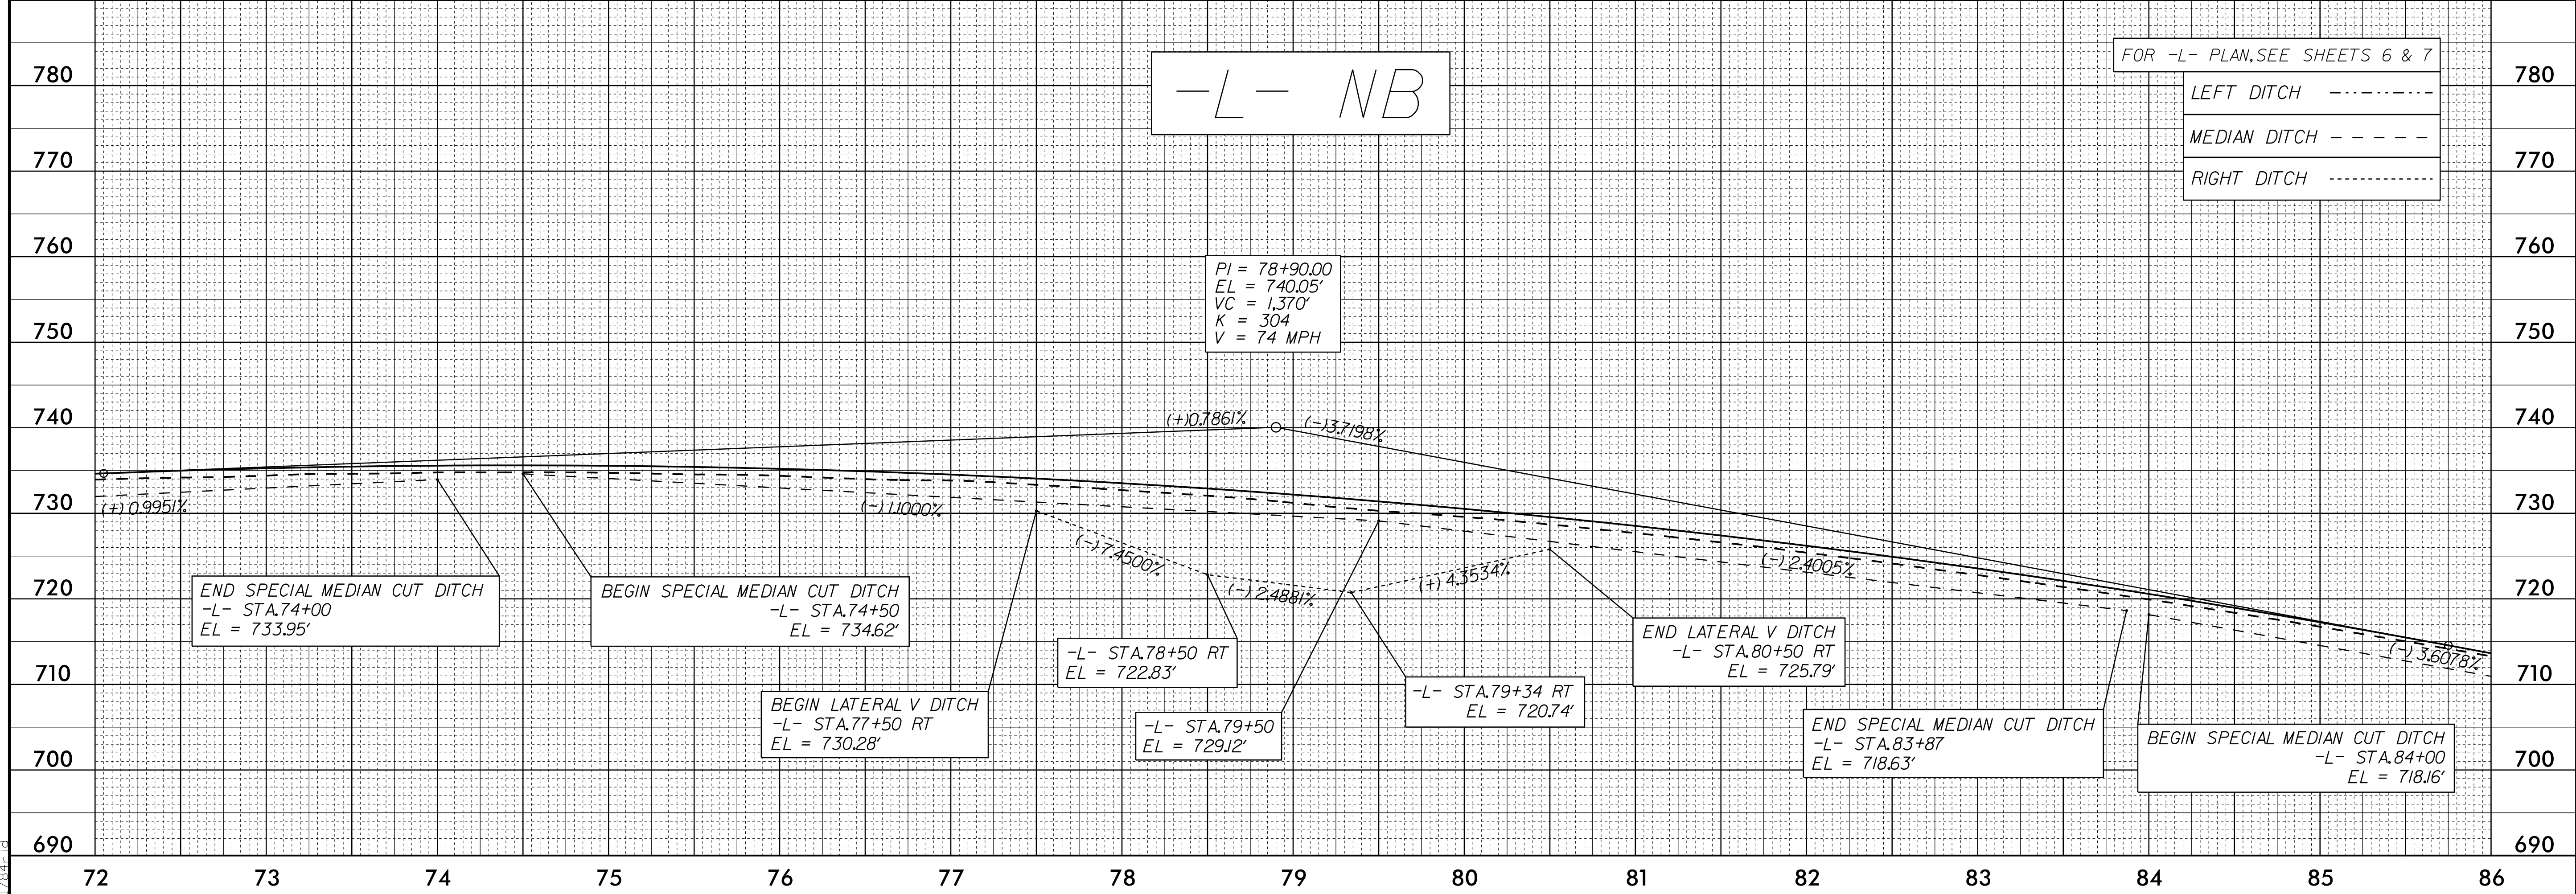 -L- NB
FOR -L- PLAN, SEE SHEETS 6 & 7
LEFT DITCH
MEDIAN DITCH
RIGHT DITCH
780
780
770
770
760
760
PI = 78+90.00
EL = 740.05'
VC = 1,370'
K = 304
V = 74 MPH
750
750
740
(+)0.7861%
(-)3.7198%
740
730
(+)0.9951%
(-)1.1000%
730
(-)7.4500%
(-)2.4881%
(+)4.3534%
(-)2.4005%
720
720
END SPECIAL MEDIAN CUT DITCH
-L- STA.74+00
EL = 733.95'
BEGIN SPECIAL MEDIAN CUT DITCH
-L- STA.74+50
EL = 734.62'
-L- STA.78+50 RT
EL = 722.83'
END LATERAL V DITCH
-L- STA.80+50 RT
EL = 725.79'
(-)3.6078%
710
710
BEGIN LATERAL V DITCH
-L- STA.77+50 RT
EL = 730.28'
-L- STA.79+50
EL = 729.12'
-L- STA.79+34 RT
EL = 720.74'
END SPECIAL MEDIAN CUT DITCH
-L- STA.83+87
EL = 718.63'
BEGIN SPECIAL MEDIAN CUT DITCH
-L- STA.84+00
EL = 718.16'
700
700
690
690
72 73 74 75 76 77 78 79 80 81 82 83 84 85 86